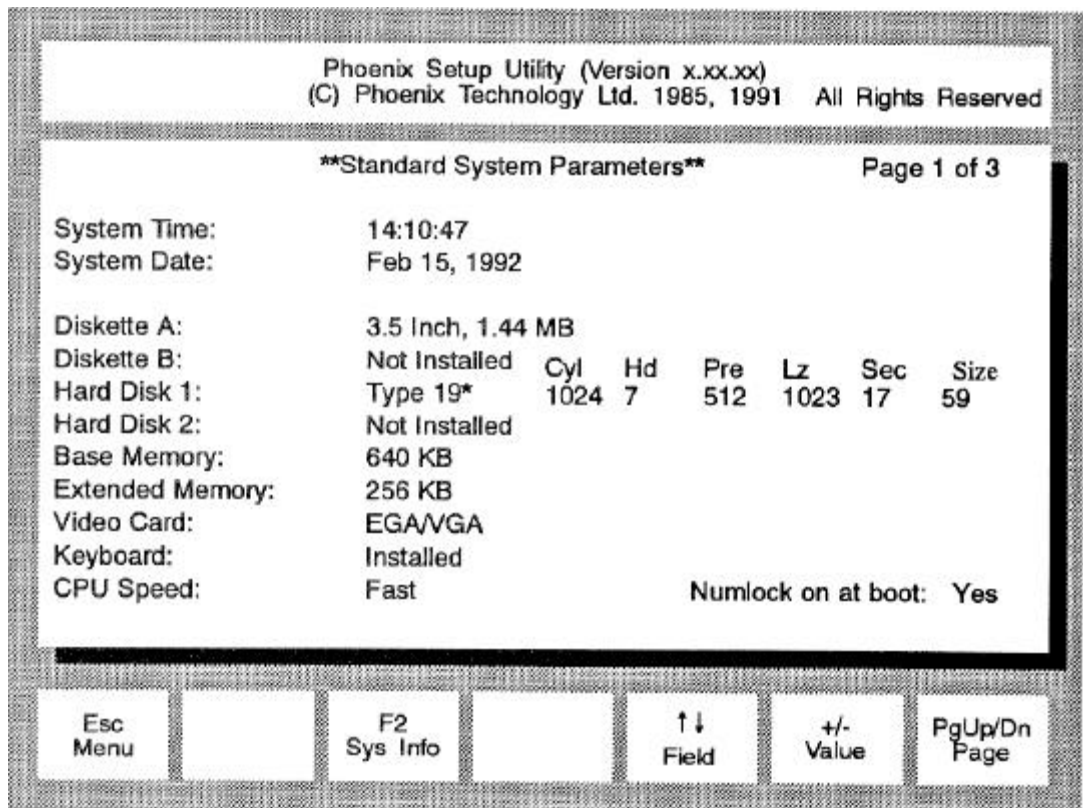 Phoenix Setup Utility (Version x.xx.xx)
(C) Phoenix Technology Ltd. 1985, 1991 All Rights Reserved
**Standard System Parameters** Page 1 of 3
System Time: 14:10:47
System Date: Feb 15, 1992
Diskette A: 3.5 Inch, 1.44 MB
Diskette B: Not Installed Cyl Hd Pre Lz Sec Size
Hard Disk 1: Type 19* 1024 7 512 1023 17 59
Hard Disk 2: Not Installed
Base Memory: 640 KB
Extended Memory: 256 KB
Video Card: EGA/VGA
Keyboard: Installed
CPU Speed: Fast Numlock on at boot: Yes
Esc F2 ↑↓ +/- PgUp/Dn
Menu Sys Info Field Value Page